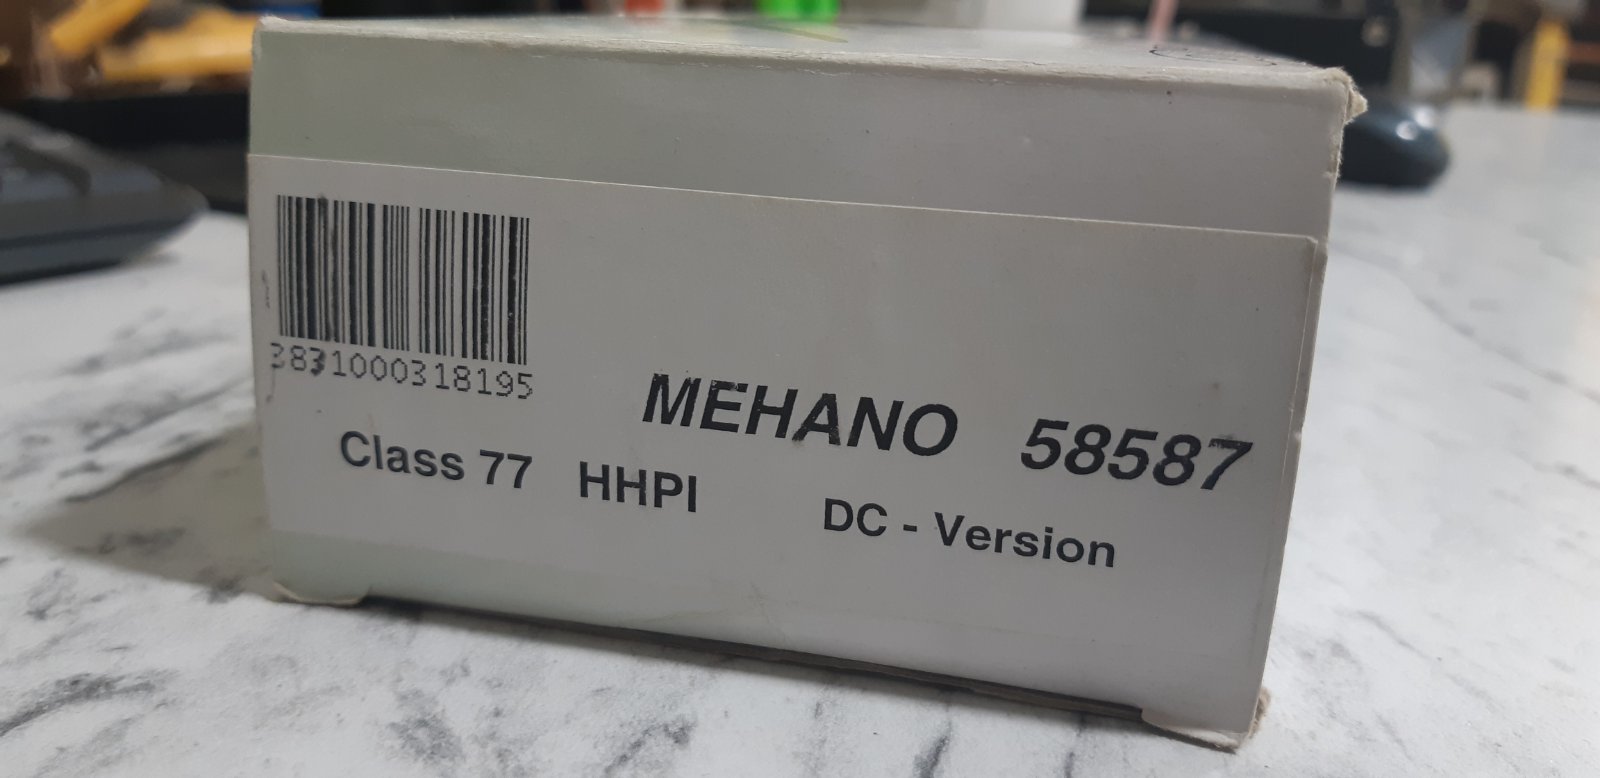 3831000318195
MEHANO 58587
Class 77 HHPI DC - Version